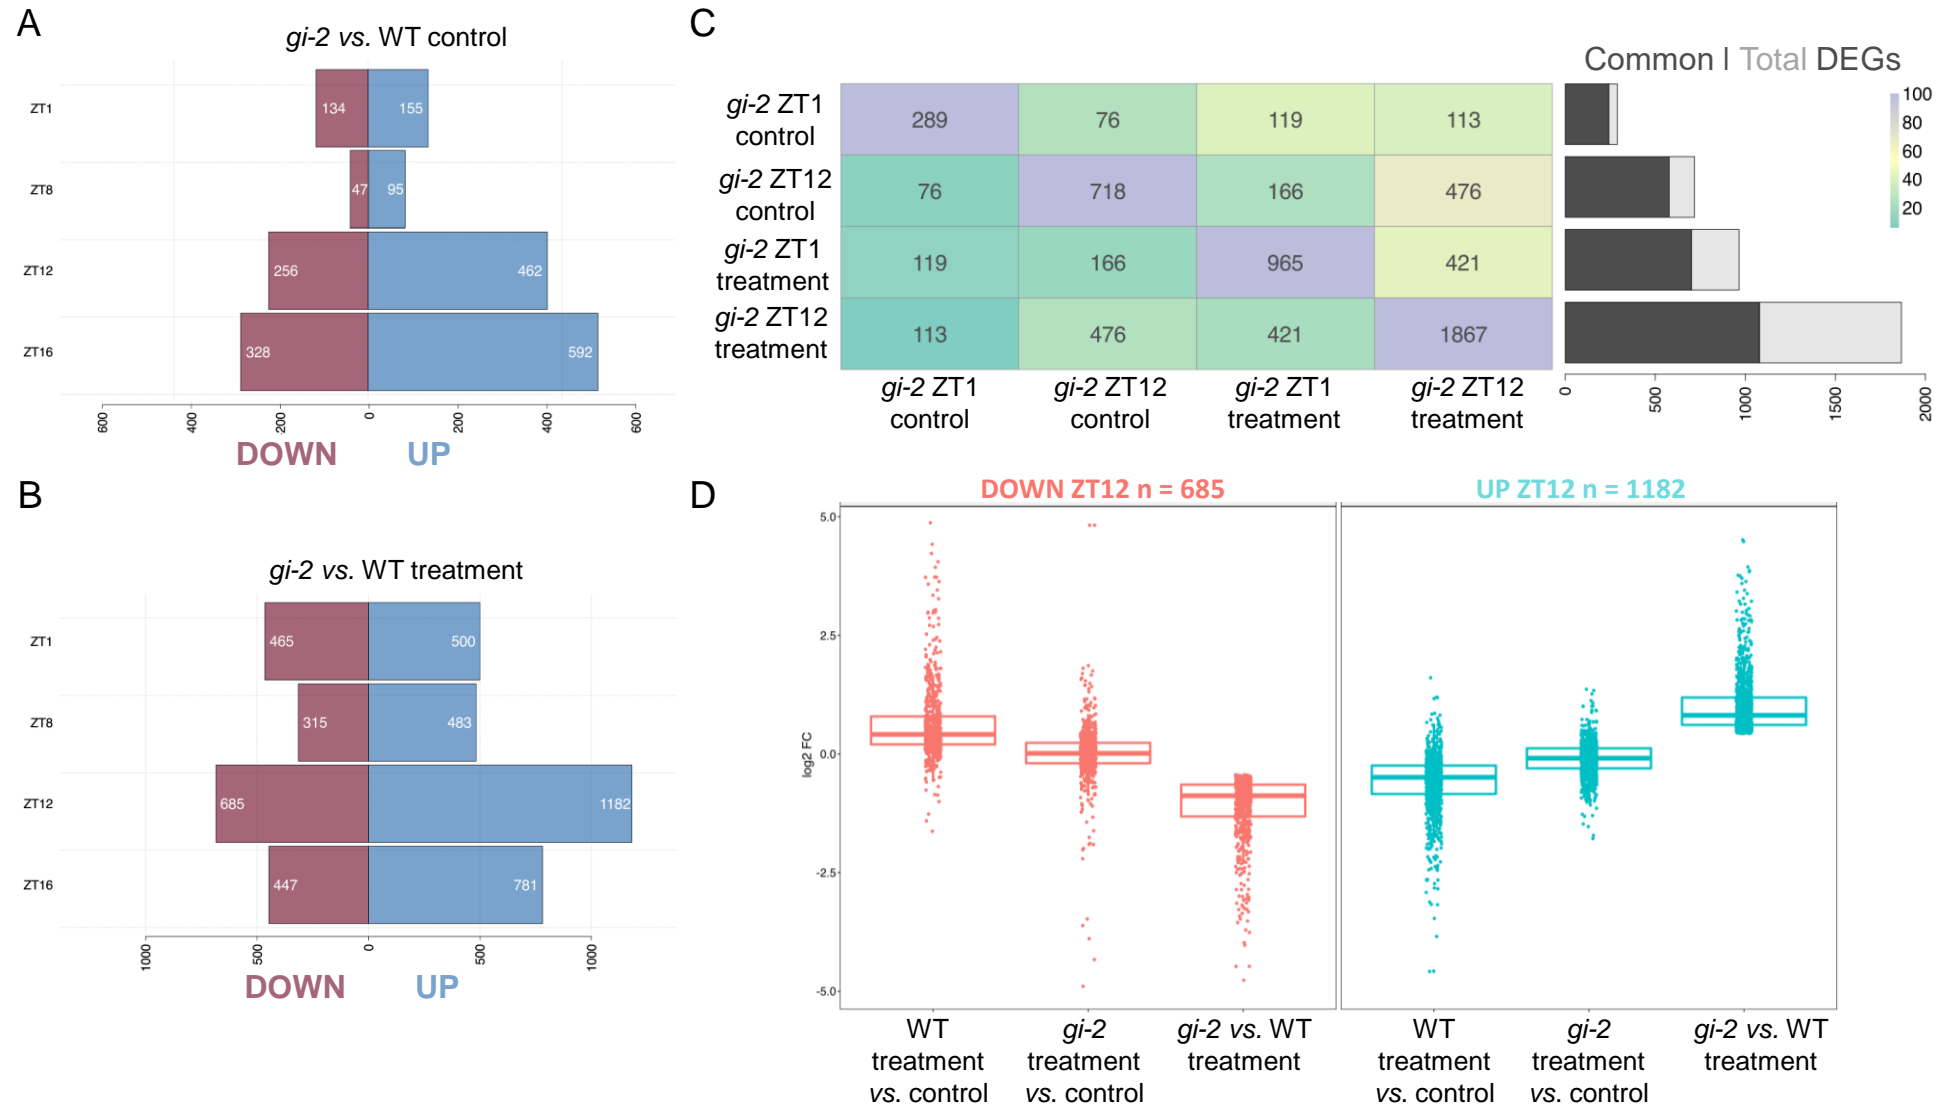 A
gi-2 vs. WT control
ZT1
134
155
ZT8
47
95
ZT12
256
462
ZT16
328
592
600
400
200
0
200
400
600
DOWN
UP
B
gi-2 vs. WT treatment
ZT1
465
500
ZT8
315
483
ZT12
685
1182
ZT16
447
781
1000
500
0
500
1000
DOWN
UP
C
Common | Total DEGs
gi-2 ZT1
control
289
76
119
113
gi-2 ZT12
control
76
718
166
476
gi-2 ZT1
treatment
119
166
965
421
gi-2 ZT12
treatment
113
476
421
1867
gi-2 ZT1
control
gi-2 ZT12
control
gi-2 ZT1
treatment
gi-2 ZT12
treatment
0
500
1000
1500
2000
100
80
60
40
20
D
DOWN ZT12 n = 685
UP ZT12 n = 1182
log2 FC
5.0
2.5
0.0
-2.5
-5.0
WT
treatment
vs. control
gi-2
treatment
vs. control
gi-2 vs. WT
treatment
WT
treatment
vs. control
gi-2
treatment
vs. control
gi-2 vs. WT
treatment